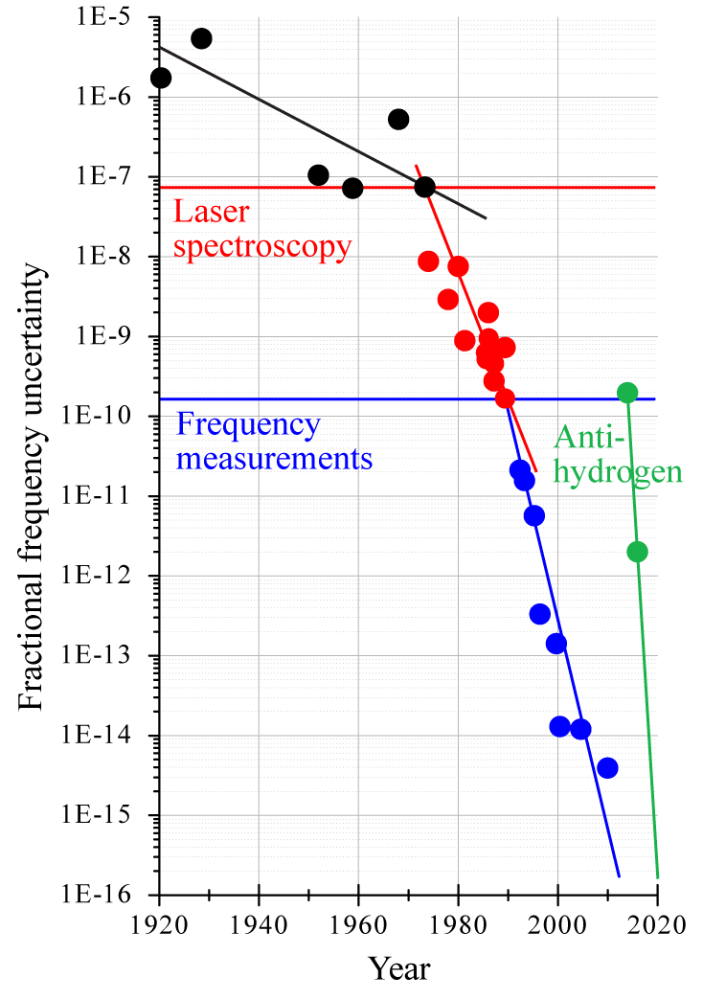 1E-5
1E-6
1E-7
Laser
spectroscopy
1E-8
1E-9
1E-10
Frequency
measurements
Anti-
hydrogen
1E-11
1E-12
1E-13
1E-14
1E-15
1E-16
Fractional frequency uncertainty
1920 1940 1960 1980 2000 2020
Year